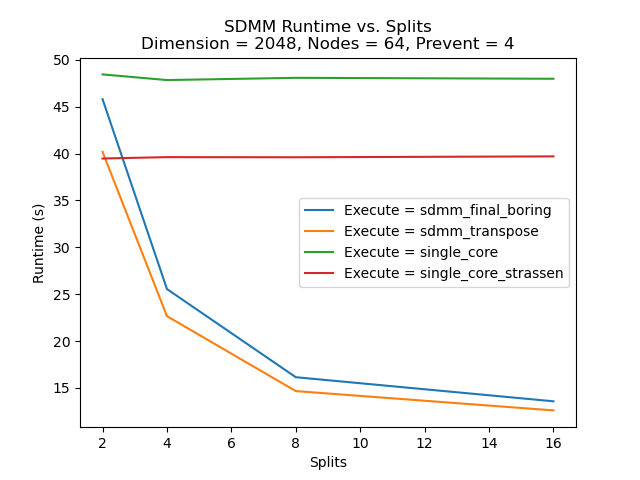 SDMM Runtime vs. Splits
Dimension = 2048, Nodes = 64, Prevent = 4
50
45
40
35
30
25
20
15
Runtime (s)
Execute = sdmm_final_boring
Execute = sdmm_transpose
Execute = single_core
Execute = single_core_strassen
2 4 6 8 10 12 14 16
Splits